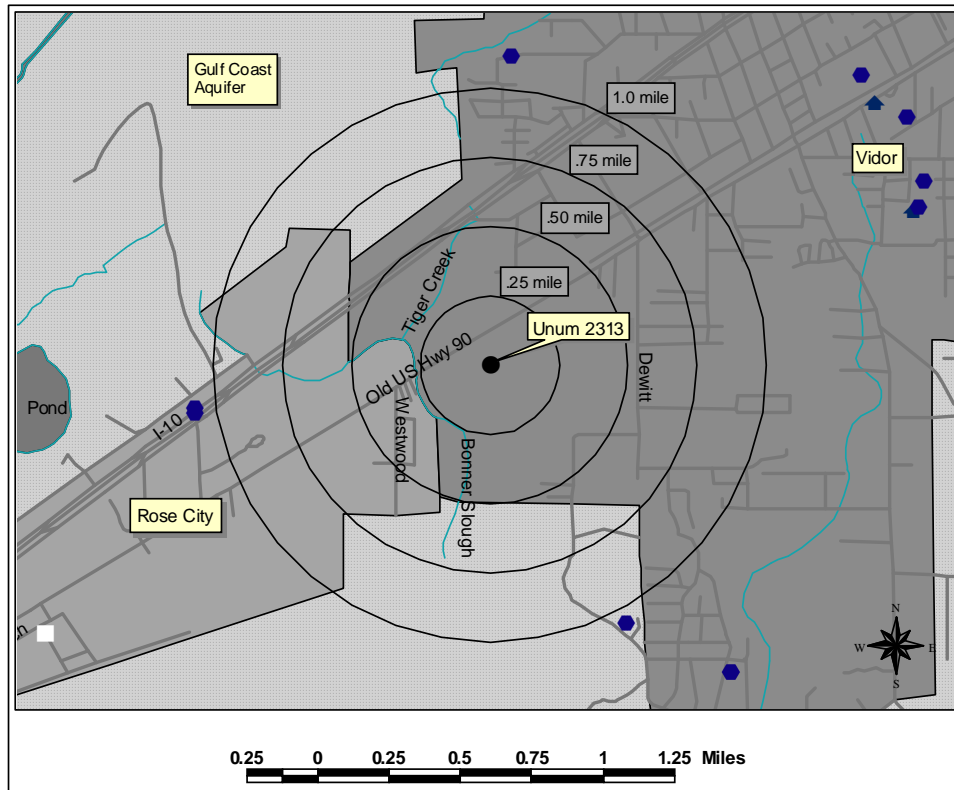 Gulf Coast
Aquifer
1.0 mile
.75 mile
.50 mile
.25 mile
Vidor
Tiger Creek
Unum 2313
Old US Hwy 90
Dewitt
Pond
I-10
Westwood
Bonner Slough
Rose City
N
W
E
S
0.25 0 0.25 0.5 0.75 1 1.25 Miles